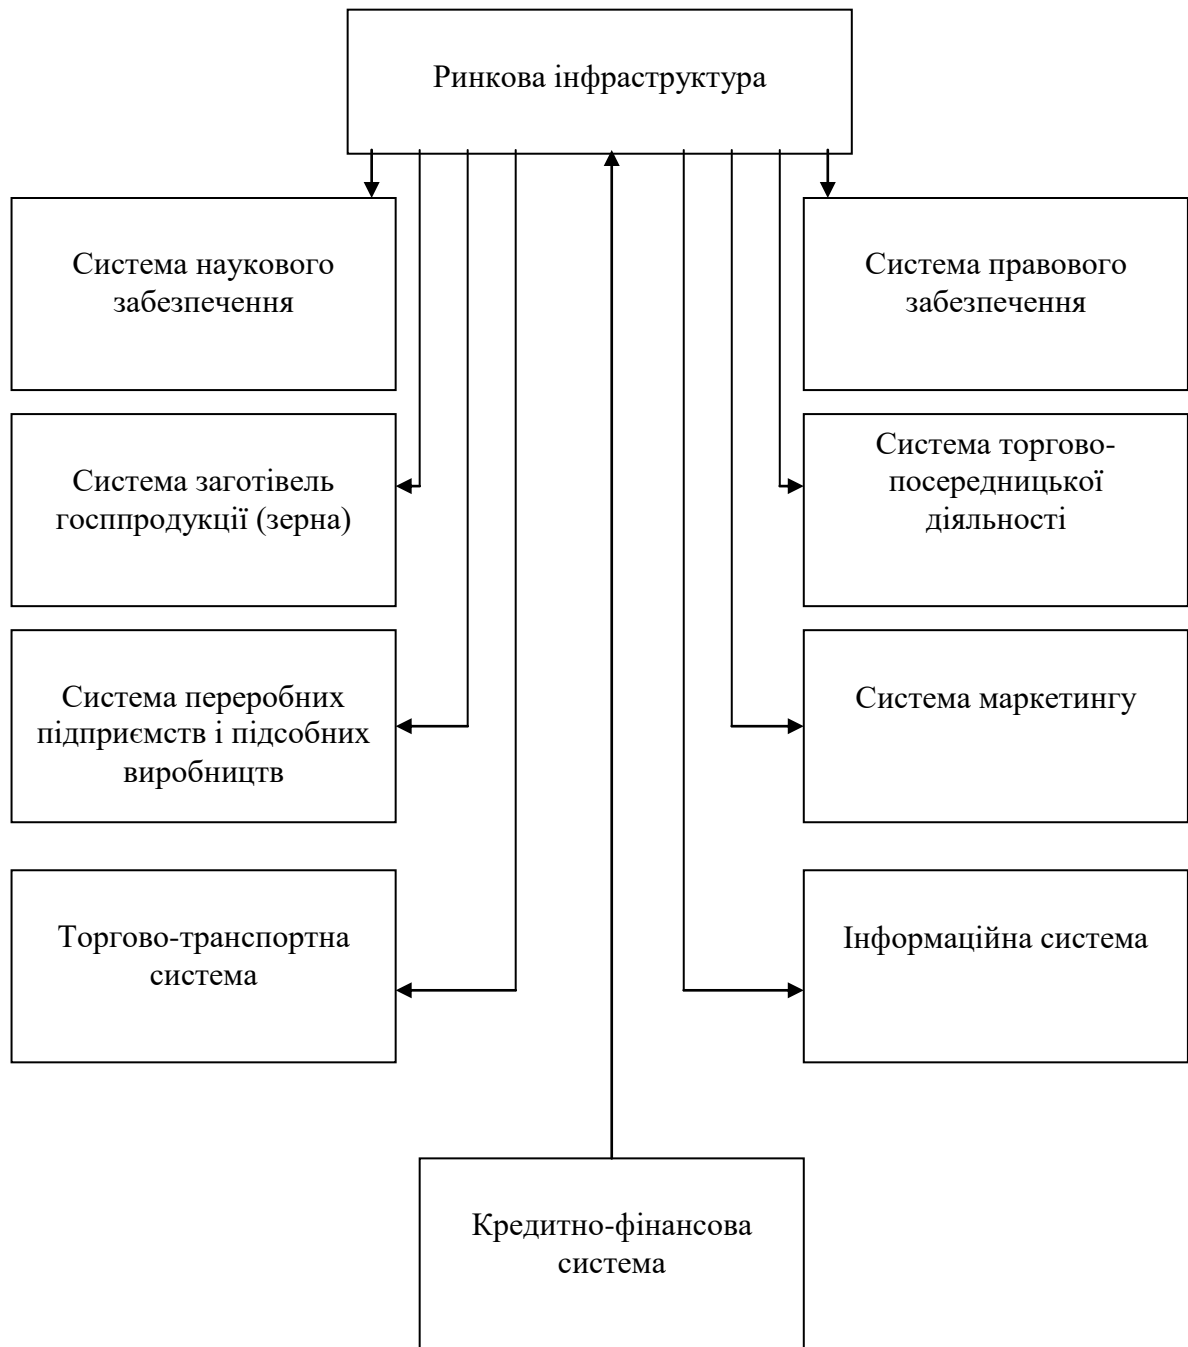 Ринкова інфраструктура
Система наукового
забезпечення
Система правового
забезпечення
Система заготівель
госппродукції (зерна)
Система торгово-
посередницької
діяльності
Система переробних
підприємств і підсобних
виробництв
Система маркетингу
Торгово-транспортна
система
Інформаційна система
Кредитно-фінансова
система